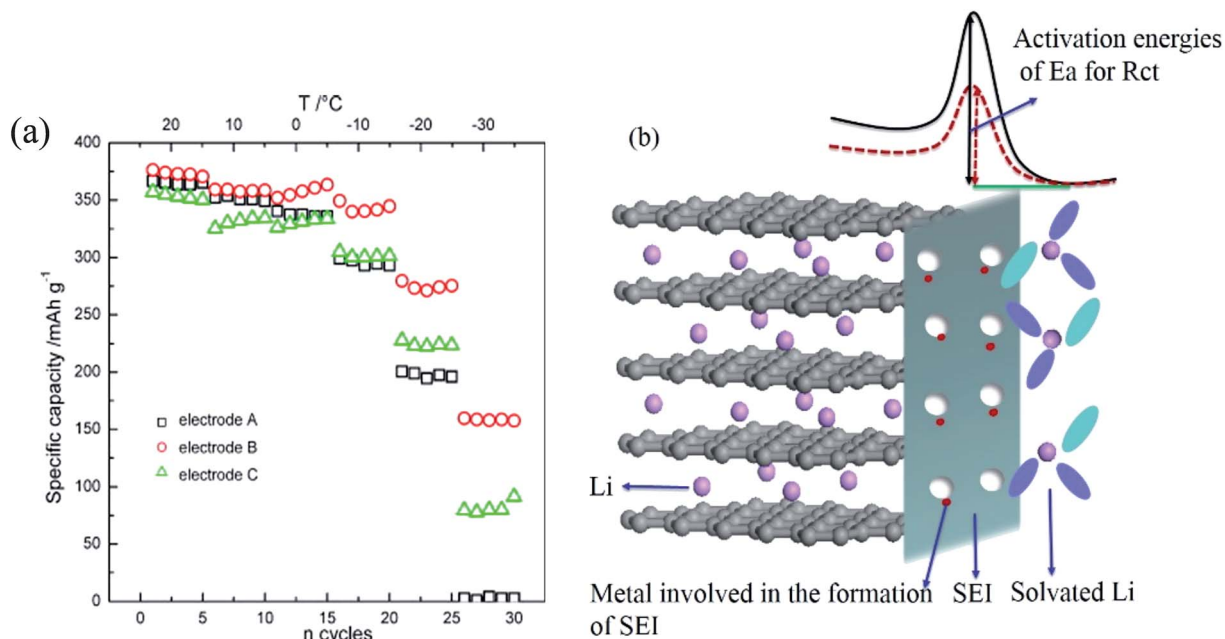 (a)
T /°C
20 10 0 -10 -20 -30
400
350
300
250
200
150
100
50
0
Specific capacity /mAh g⁻¹
electrode A
electrode B
electrode C
0 5 10 15 20 25 30
n cycles
(b)
Activation energies
of Ea for Rct
Li
Metal involved in the formation
of SEI
SEI
Solvated Li